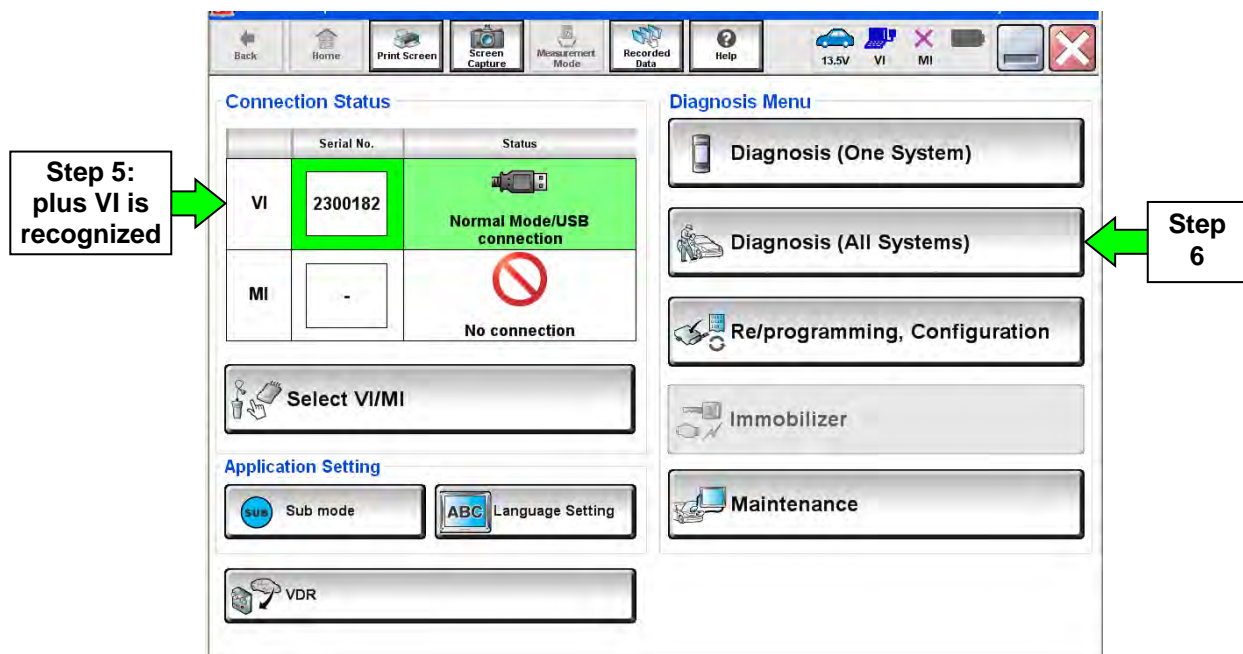 Back
Home
Print Screen
Screen
Capture
Measurement
Mode
Recorded
Data
Help
13.5V
VI
MI
Connection Status
Serial No.
Status
VI
2300182
Normal Mode/USB
connection
MI
-
No connection
Select VI/MI
Application Setting
SUB
Sub mode
ABC
Language Setting
VDR
Diagnosis Menu
Diagnosis (One System)
Diagnosis (All Systems)
Re/programming, Configuration
Immobilizer
Maintenance
Step 5:
plus VI is
recognized
Step
6